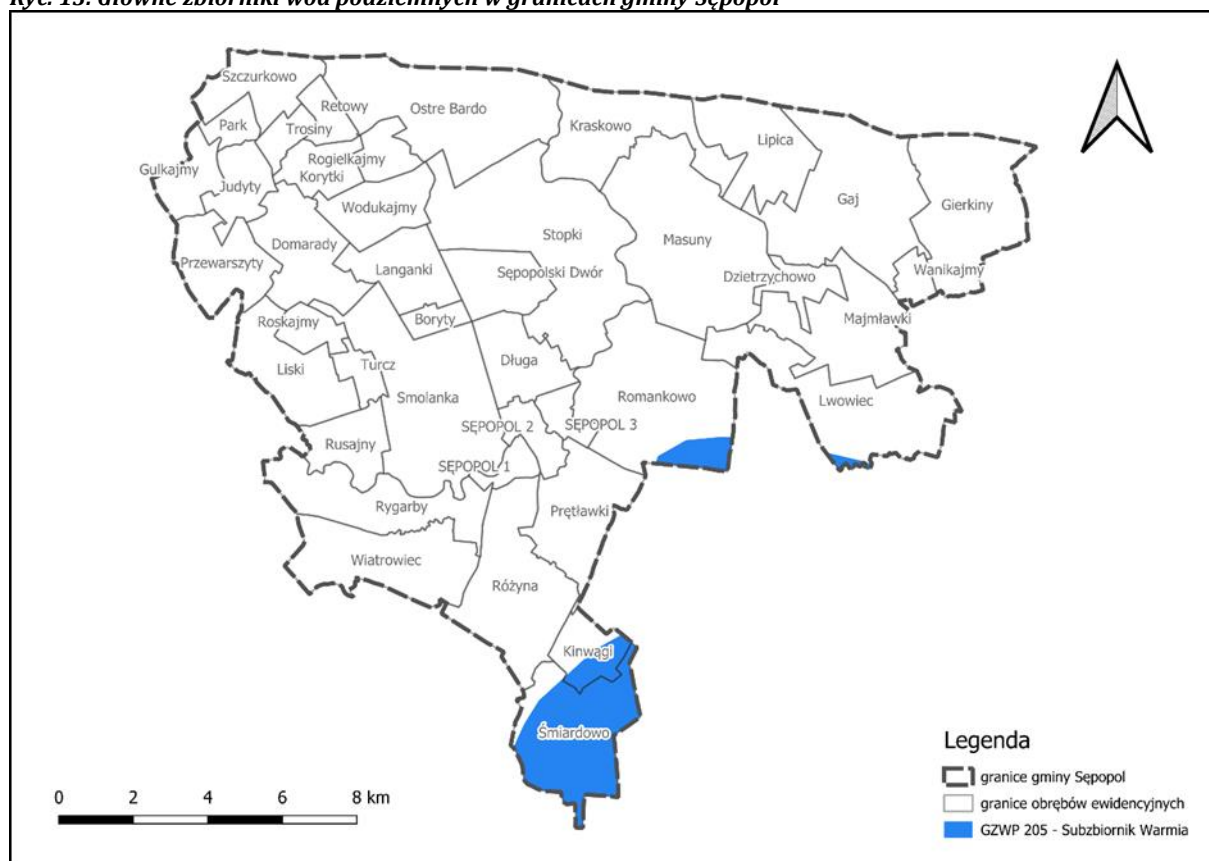 Ryc. 13. Główne zbiorniki wód podziemnych w granicach gminy Sępopol
Szczurkowo
Retowy
Ostre Bardo
Park
Trosiny
Kraskowo
Lipica
Rogielkajmy
Gulkajmy
Korytki
Judyty
Gaj
Gierkiny
Wodukajmy
Domarady
Stopki
Masuny
Przewarszyty
Langanki
Sępopolski Dwór
Dzietrzychowo
Wanikajmy
Roskajmy
Boryty
Majmławki
Liski
Turcz
Długa
Smolanka
Romankowo
Lwowiec
SĘPOPOL 2
SĘPOPOL 3
Rusajny
SĘPOPOL 1
Rygarby
Prętławki
Wiatrowiec
Różyna
Kinwągi
Śmiardowo
Legenda
granice gminy Sępopol
granice obrębów ewidencyjnych
GZWP 205 - Subzbiornik Warmia
0 2 4 6 8 km